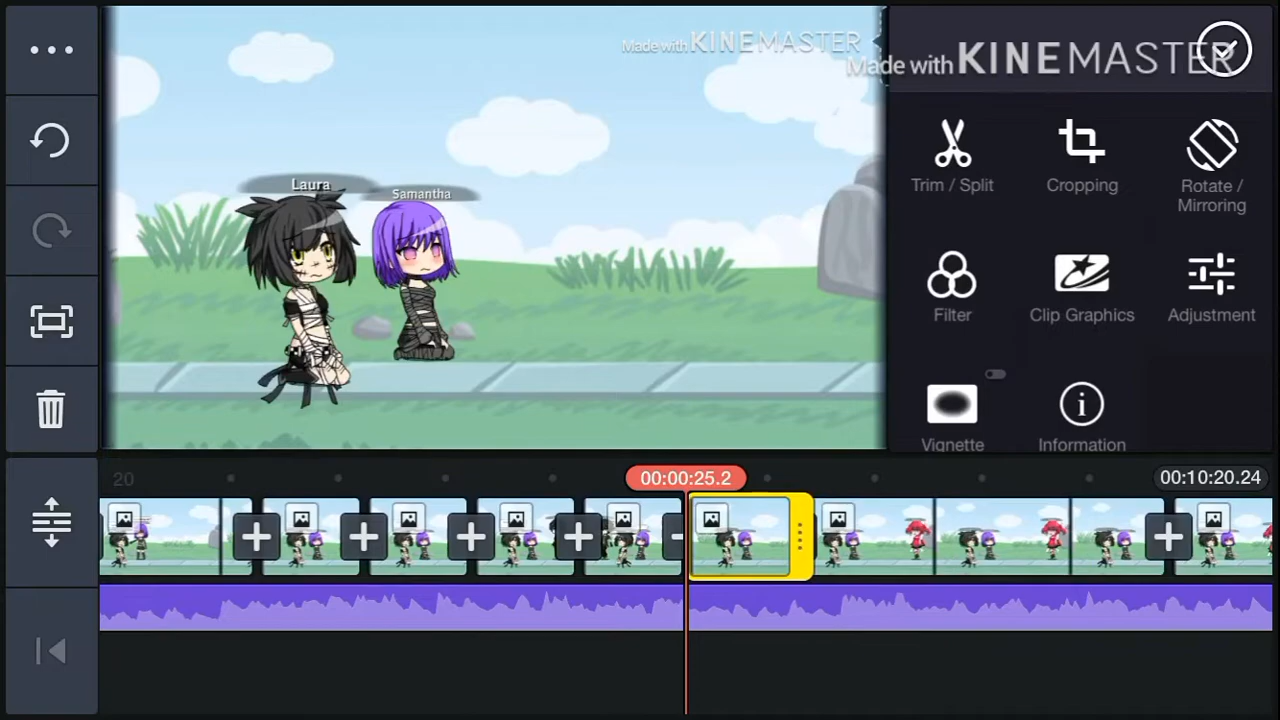 Made with KINEMASTER
Made with KINEMASTER
Laura
Samantha
Trim / Split
Cropping
Rotate /
Mirroring
Filter
Clip Graphics
Adjustment
Vignette
Information
20
00:00:25.2
00:10:20.24